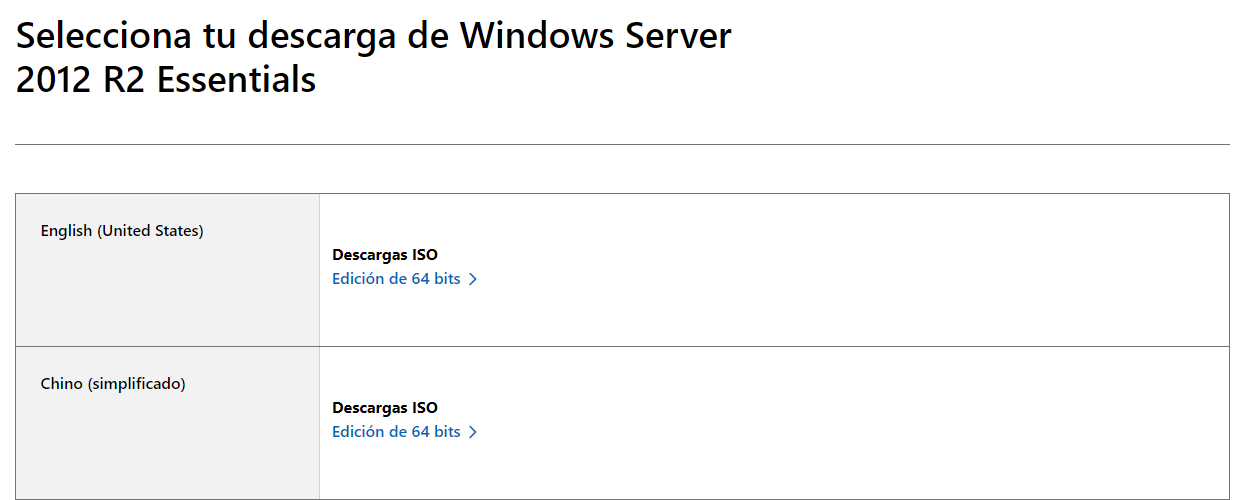 Selecciona tu descarga de Windows Server
2012 R2 Essentials
English (United States)
Descargas ISO
Edición de 64 bits
Chino (simplificado)
Descargas ISO
Edición de 64 bits